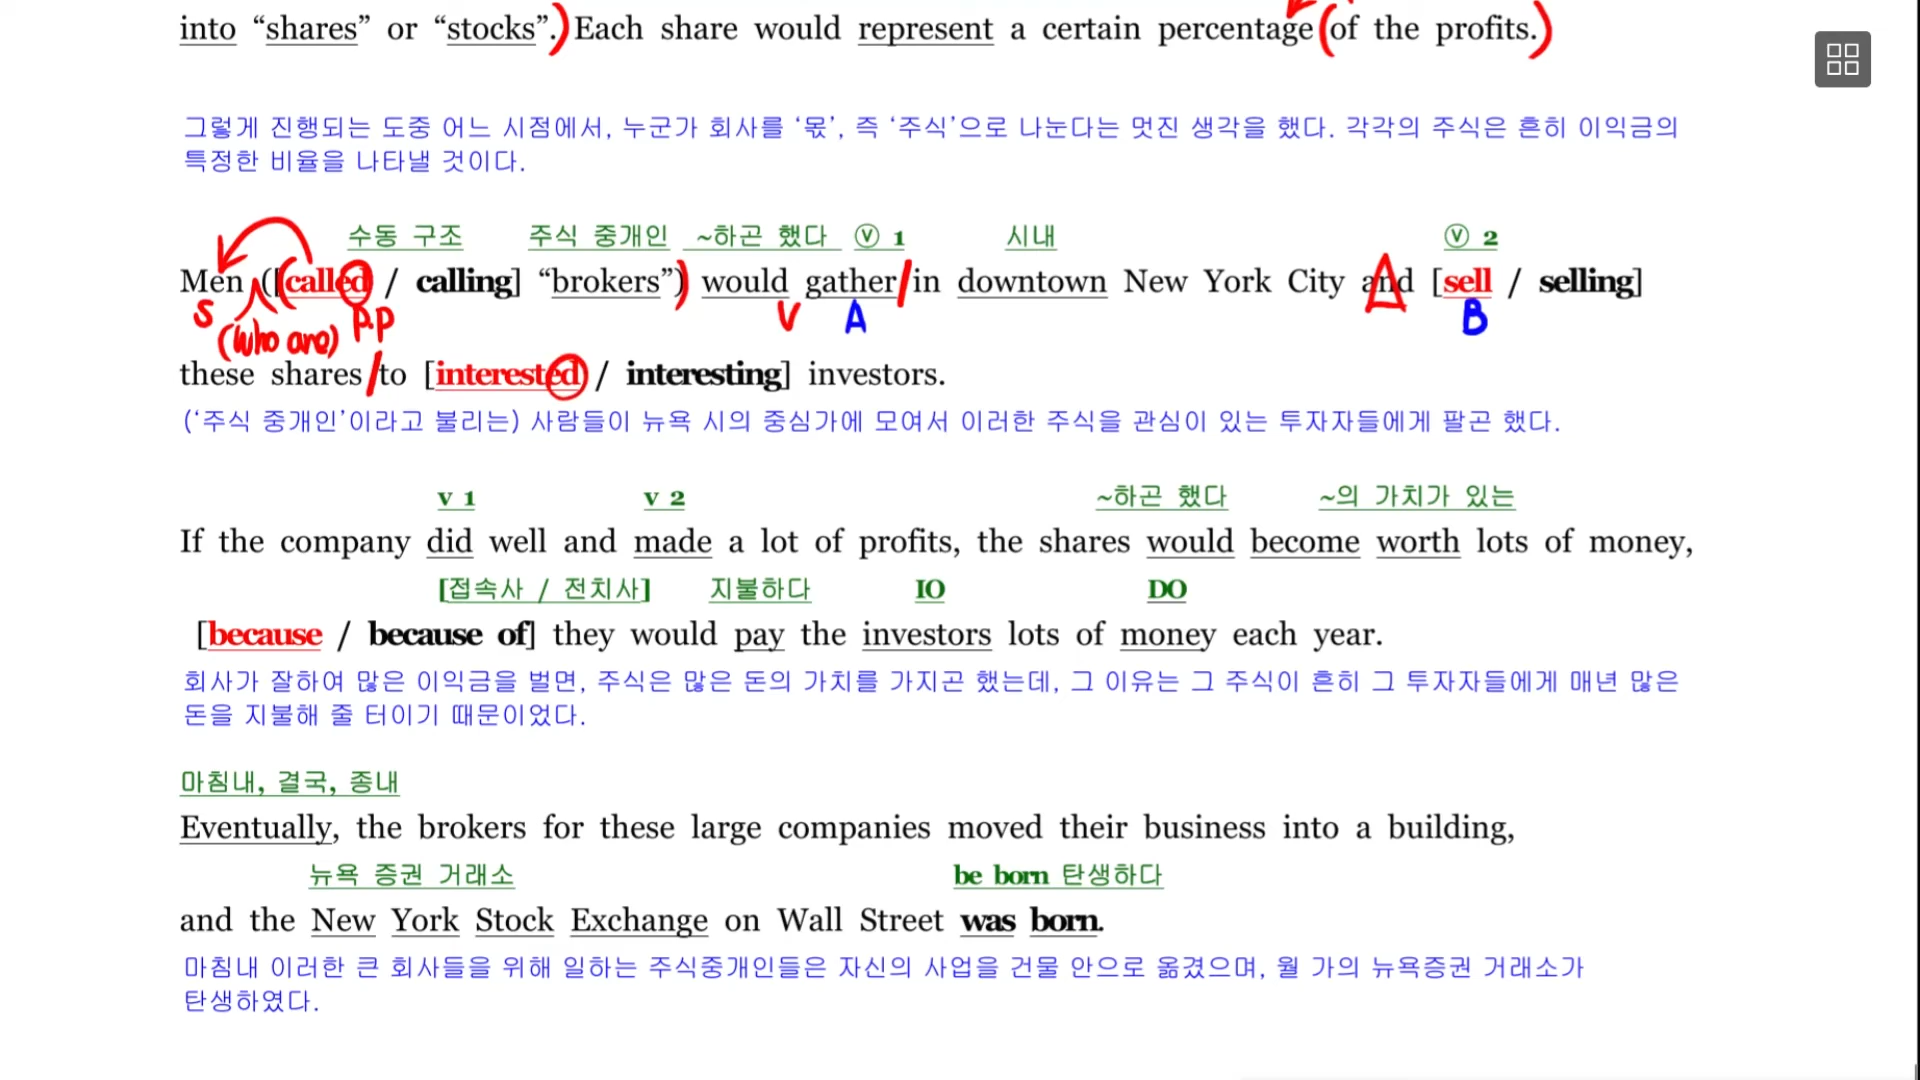 into “shares” or “stocks”.) Each share would represent a certain percentage (of the profits.)
그렇게 진행되는 도중 어느 시점에서, 누군가 회사를 ‘몫’, 즉 ‘주식’으로 나눈다는 멋진 생각을 했다. 각각의 주식은 흔히 이익금의
특정한 비율을 나타낼 것이다.
수동 구조 주식 중개인 ~하곤 했다 ⓥ 1 시내 ⓥ 2
Men ([called / calling] “brokers”) would gather / in downtown New York City and [sell / selling]
S (who are) P.P V A B
these shares / to [interested / interesting] investors.
(‘주식 중개인’이라고 불리는) 사람들이 뉴욕 시의 중심가에 모여서 이러한 주식을 관심이 있는 투자자들에게 팔곤 했다.
v 1 v 2 ~하곤 했다 ~의 가치가 있는
If the company did well and made a lot of profits, the shares would become worth lots of money,
[접속사 / 전치사] 지불하다 IO DO
[because / because of] they would pay the investors lots of money each year.
회사가 잘하여 많은 이익금을 벌면, 주식은 많은 돈의 가치를 가지곤 했는데, 그 이유는 그 주식이 흔히 그 투자자들에게 매년 많은
돈을 지불해 줄 터이기 때문이었다.
마침내, 결국, 종내
Eventually, the brokers for these large companies moved their business into a building,
뉴욕 증권 거래소 be born 탄생하다
and the New York Stock Exchange on Wall Street was born.
마침내 이러한 큰 회사들을 위해 일하는 주식중개인들은 자신의 사업을 건물 안으로 옮겼으며, 월 가의 뉴욕증권 거래소가
탄생하였다.